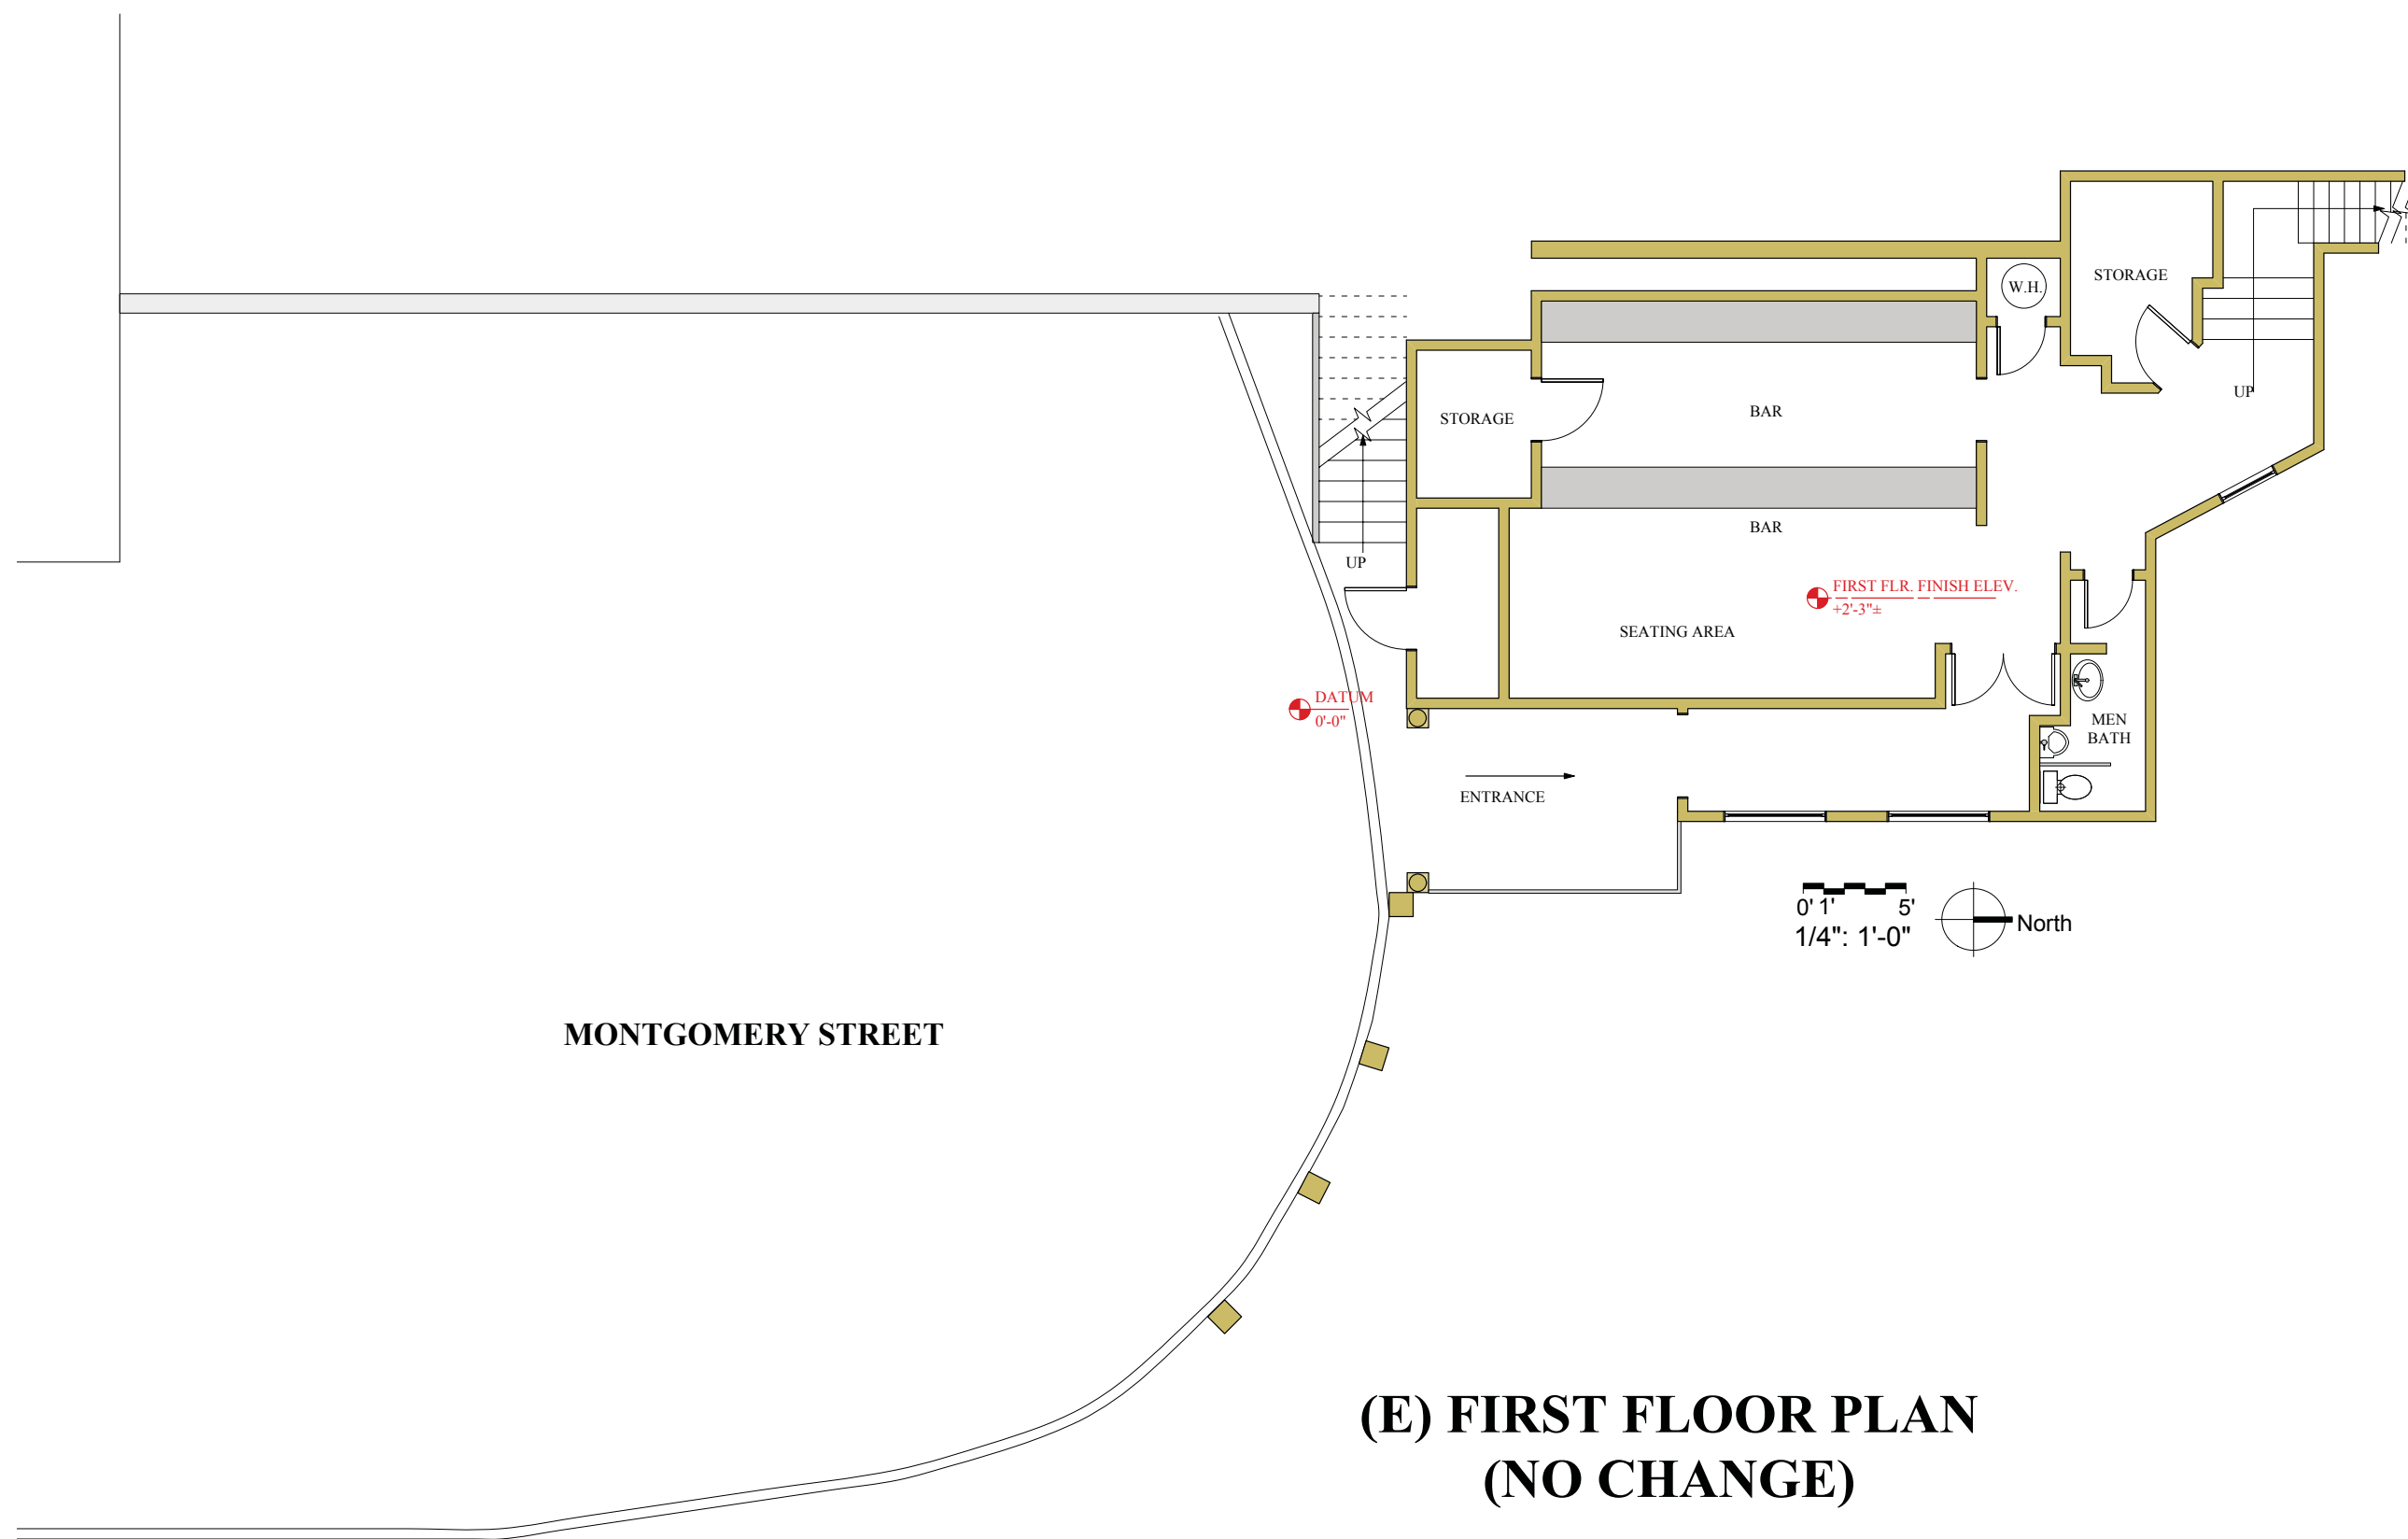 STORAGE
W.H.
UP
BAR
STORAGE
BAR
UP
FIRST FLR. FINISH ELEV.
+2'-3"±
SEATING AREA
DATUM
0'-0"
MEN
BATH
ENTRANCE
0' 1' 5'
1/4": 1'-0"
North
MONTGOMERY STREET
(E) FIRST FLOOR PLAN
(NO CHANGE)